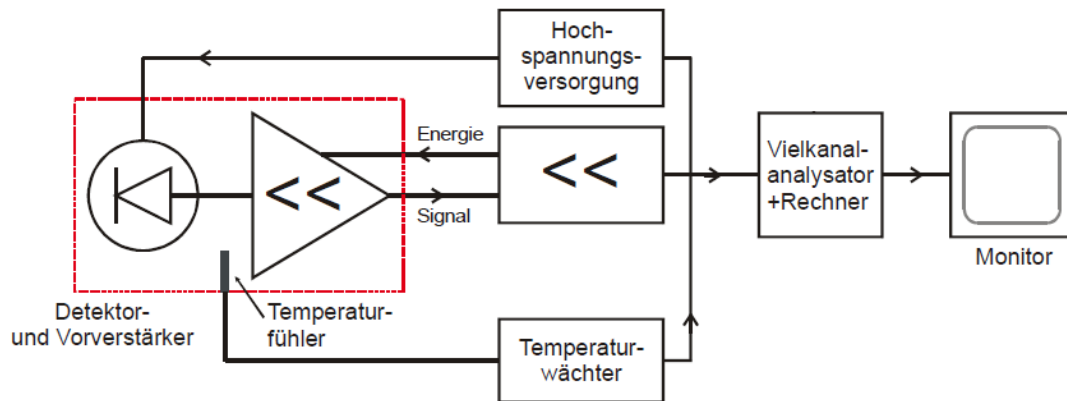 Hoch-
spannungs-
versorgung
Energie
<<
<<
Signal
Vielkanal-
analysator
+Rechner
Monitor
Detektor-
und Vorverstärker
Temperatur-
fühler
Temperatur-
wächter